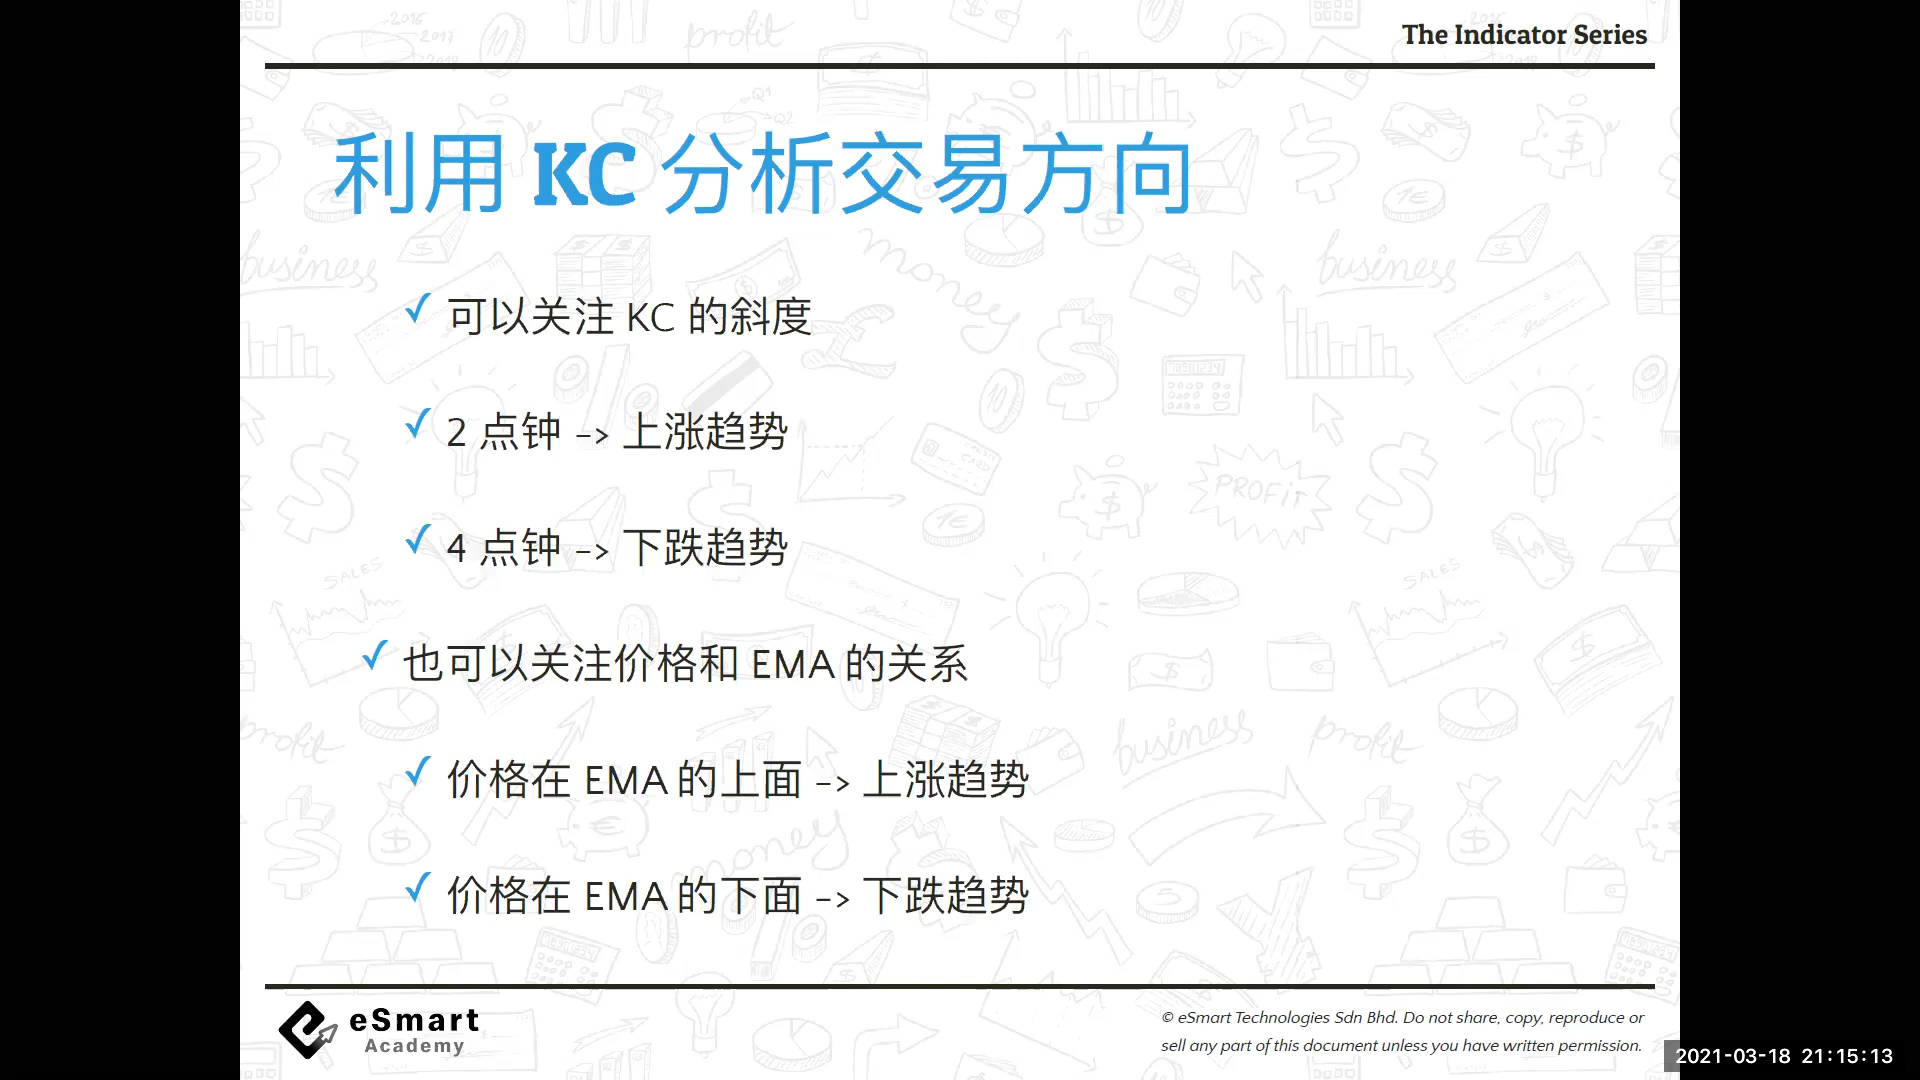 The Indicator Series
利用 KC 分析交易方向
✓ 可以关注 KC 的斜度
✓ 2 点钟 -> 上涨趋势
✓ 4 点钟 -> 下跌趋势
✓ 也可以关注价格和 EMA 的关系
✓ 价格在 EMA 的上面 -> 上涨趋势
✓ 价格在 EMA 的下面 -> 下跌趋势
eSmart
Academy
© eSmart Technologies Sdn Bhd. Do not share, copy, reproduce or
sell any part of this document unless you have written permission.
2021-03-18 21:15:13